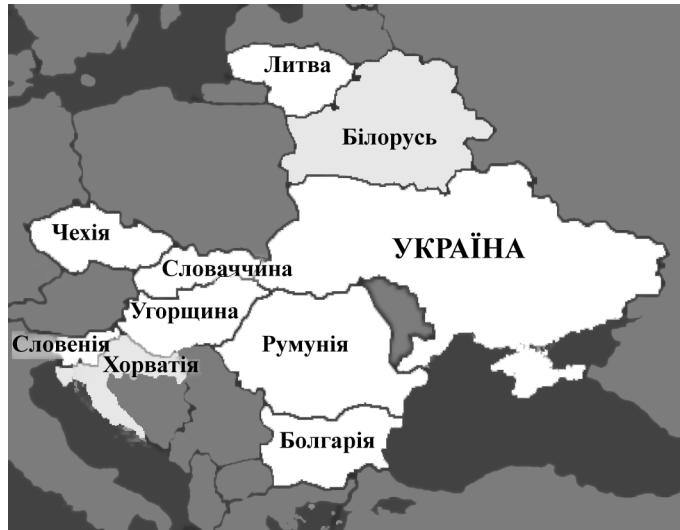 Литва
Білорусь
Чехія
УКРАЇНА
Словаччина
Угорщина
Словенія
Румунія
Хорватія
Болгарія